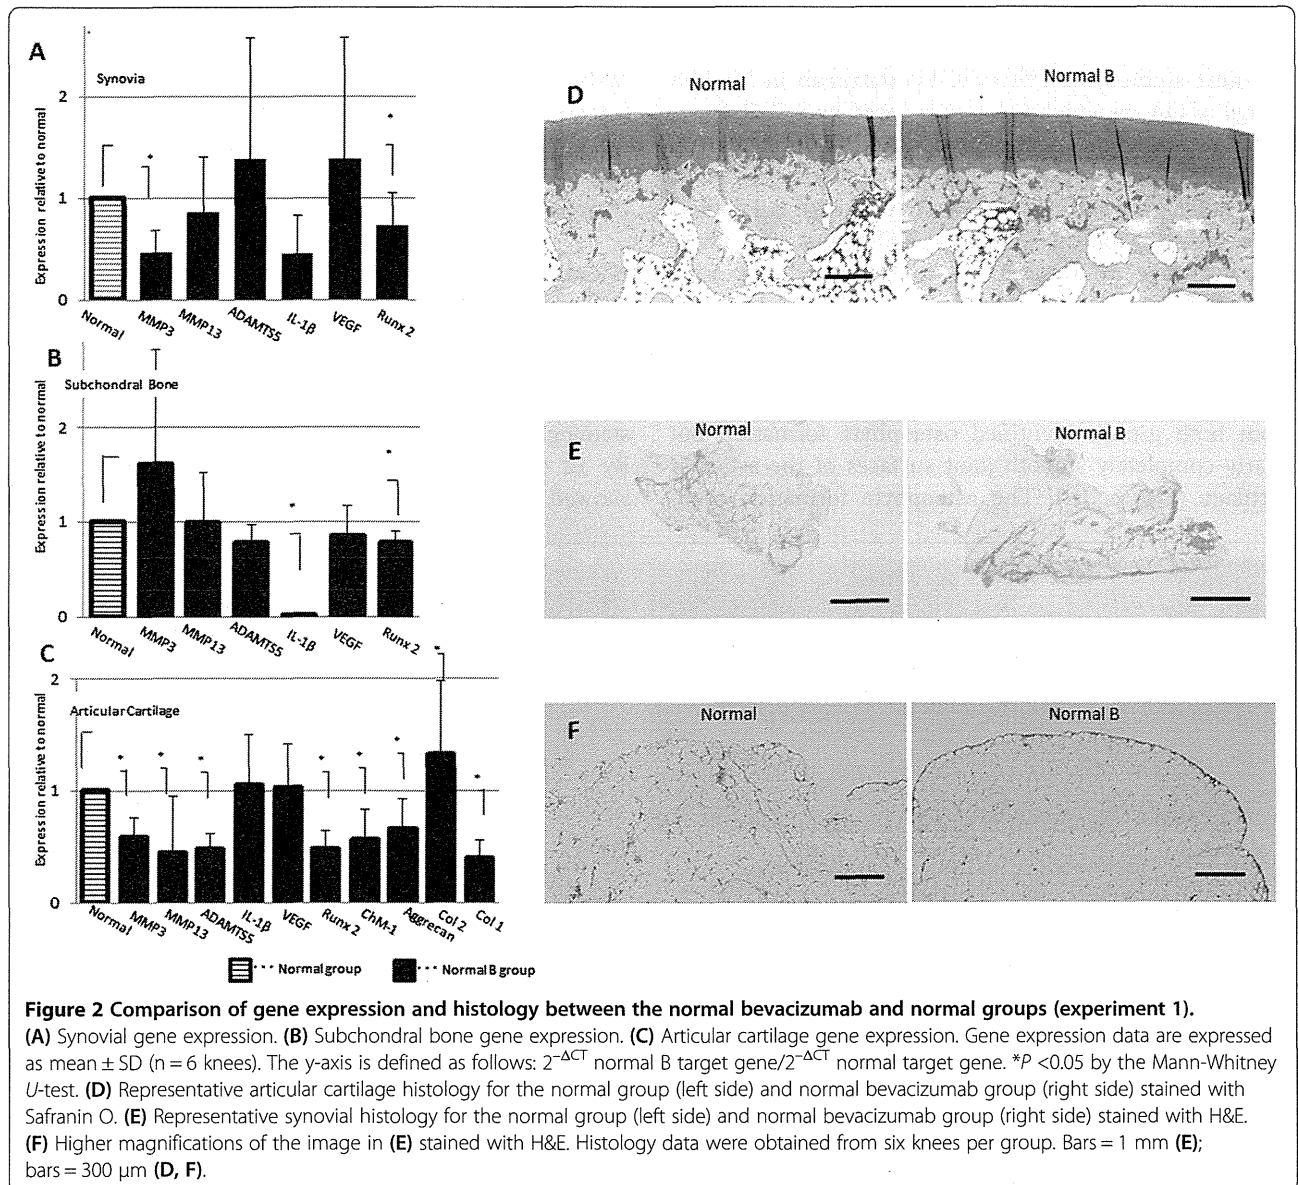 A
Synovia
Expression relative to normal
2
1
0
Normal
MMP3
MMP13
ADAMTS5
IL-1β
VEGF
Runx 2
*
*
B
Subchondral Bone
Expression relative to normal
2
1
0
Normal
MMP3
MMP13
ADAMTS5
IL-1β
VEGF
Runx 2
*
*
C
Articular Cartilage
Expression relative to normal
2
1
0
Normal
MMP3
MMP13
ADAMTS5
IL-1β
VEGF
Runx 2
ChM-1
Aggrecan
Col 2
Col 1
*
*
*
*
*
*
*
*
··· Normal group
··· Normal B group
D
Normal
Normal B
E
Normal
Normal B
F
Normal
Normal B
Figure 2 Comparison of gene expression and histology between the normal bevacizumab and normal groups (experiment 1).
(A) Synovial gene expression. (B) Subchondral bone gene expression. (C) Articular cartilage gene expression. Gene expression data are expressed
as mean ± SD (n = 6 knees). The y-axis is defined as follows: 2⁻ΔCT normal B target gene/2⁻ΔCT normal target gene. *P <0.05 by the Mann-Whitney
U-test. (D) Representative articular cartilage histology for the normal group (left side) and normal bevacizumab group (right side) stained with
Safranin O. (E) Representative synovial histology for the normal group (left side) and normal bevacizumab group (right side) stained with H&E.
(F) Higher magnifications of the image in (E) stained with H&E. Histology data were obtained from six knees per group. Bars = 1 mm (E);
bars = 300 μm (D, F).